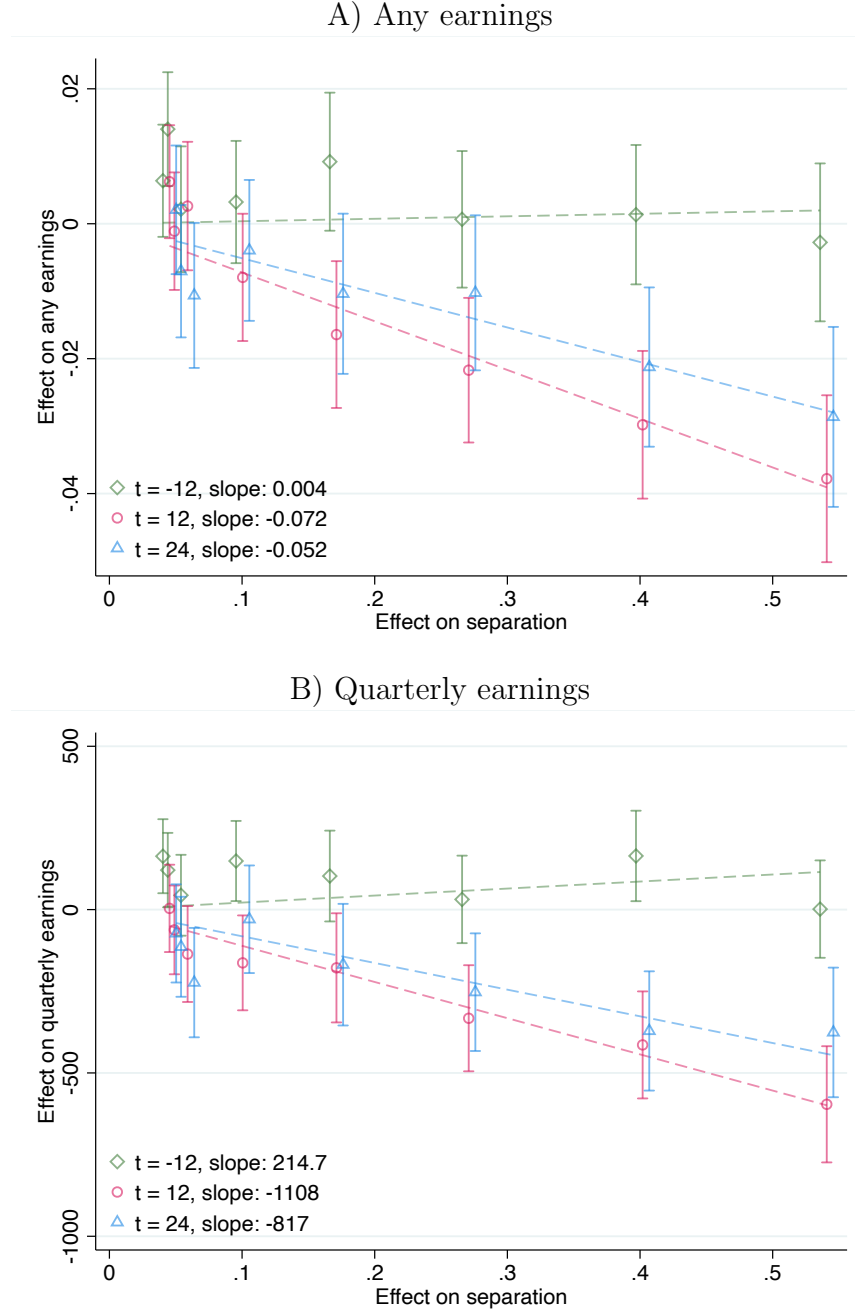 A) Any earnings
.02
0
-.02
-.04
Effect on any earnings
t = -12, slope: 0.004
t = 12, slope: -0.072
t = 24, slope: -0.052
0 .1 .2 .3 .4 .5
Effect on separation
B) Quarterly earnings
500
0
-500
-1000
Effect on quarterly earnings
t = -12, slope: 214.7
t = 12, slope: -1108
t = 24, slope: -817
0 .1 .2 .3 .4 .5
Effect on separation